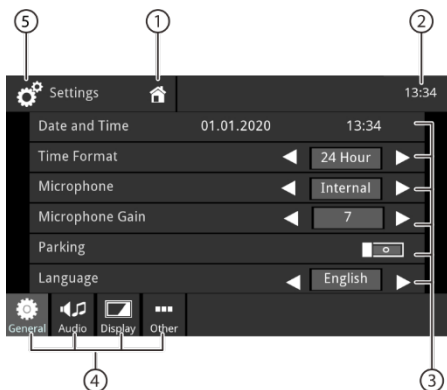 5 1 2
Settings 13:34
Date and Time 01.01.2020 13:34
Time Format 24 Hour
Microphone Internal
Microphone Gain 7
Parking
Language English
General Audio Display Other
4 3